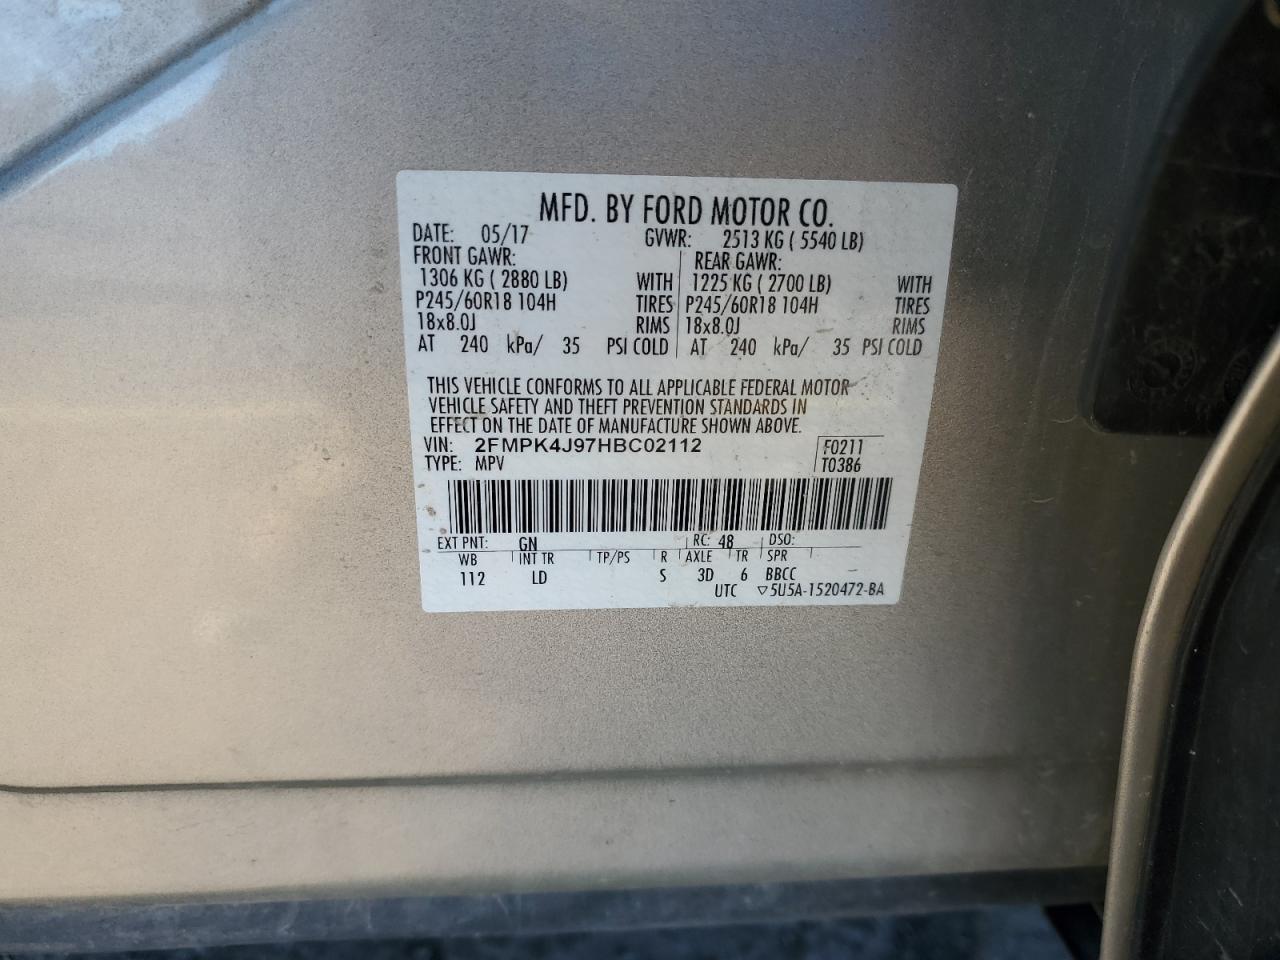 MFD. BY FORD MOTOR CO.
DATE: 05/17 GVWR: 2513 KG ( 5540 LB)
FRONT GAWR: REAR GAWR:
1306 KG ( 2880 LB) WITH 1225 KG ( 2700 LB) WITH
P245/60R18 104H TIRES P245/60R18 104H TIRES
18x8.0J RIMS 18x8.0J RIMS
AT 240 kPa/ 35 PSI COLD AT 240 kPa/ 35 PSI COLD
THIS VEHICLE CONFORMS TO ALL APPLICABLE FEDERAL MOTOR
VEHICLE SAFETY AND THEFT PREVENTION STANDARDS IN
EFFECT ON THE DATE OF MANUFACTURE SHOWN ABOVE.
VIN: 2FMPK4J97HBC02112 F0211
TYPE: MPV T0386
EXT PNT: GN RC: 48 DSO:
WB INT TR TP/PS R AXLE TR SPR
112 LD S 3D 6 BBCC
UTC ▽5U5A-1520472-BA